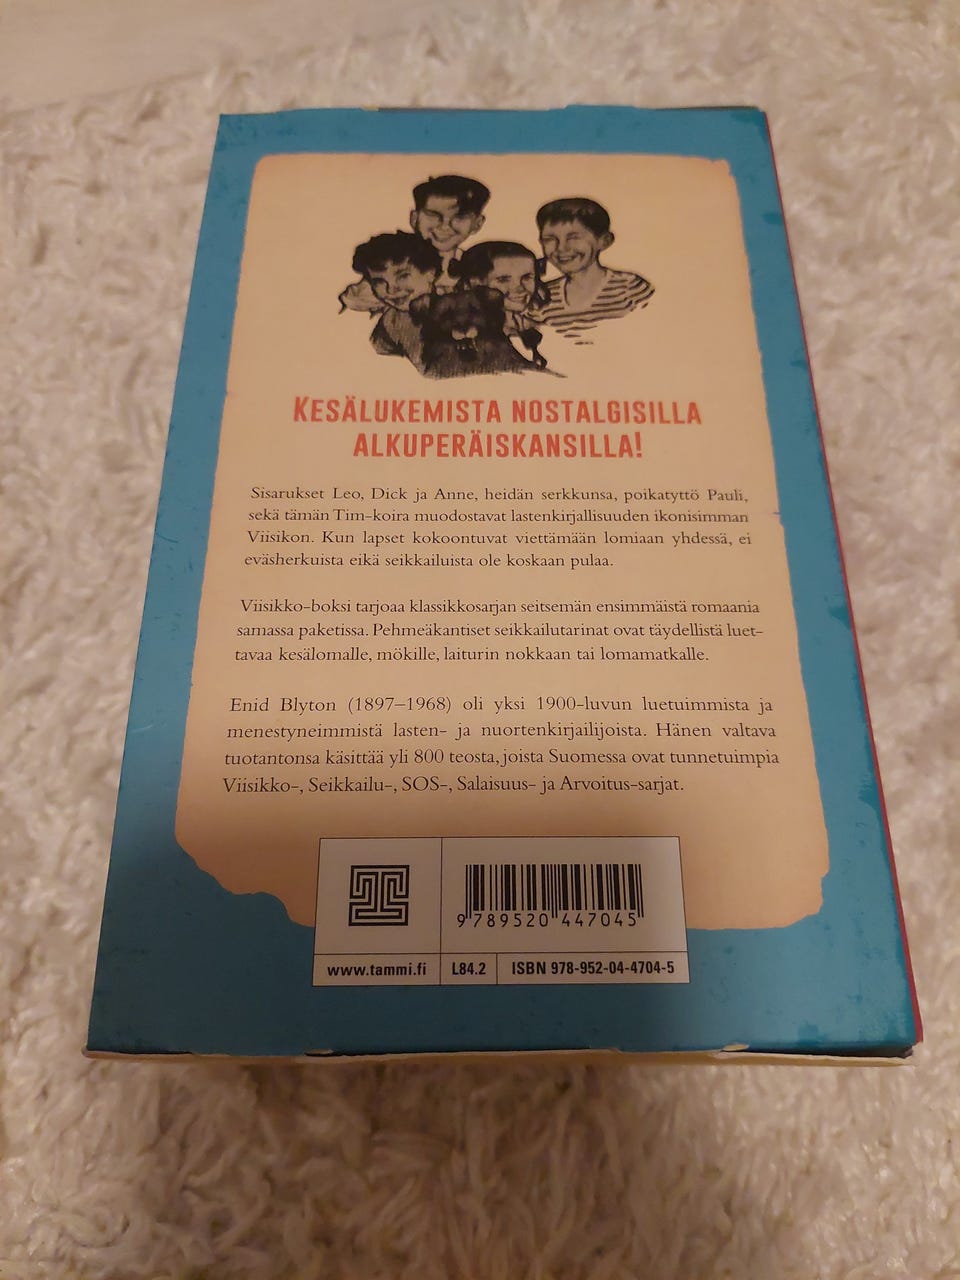 KESÄLUKEMISTA NOSTALGISILLA
ALKUPERÄISKANSILLA!
Sisarukset Leo, Dick ja Anne, heidän serkkunsa, poikatyttö Pauli,
sekä tämän Tim-koira muodostavat lastenkirjallisuuden ikonisimman
Viisikon. Kun lapset kokoontuvat viettämään lomiaan yhdessä, ei
eväsherkuista eikä seikkailuista ole koskaan pulaa.
Viisikko-boksi tarjoaa klassikkosarjan seitsemän ensimmäistä romaania
samassa paketissa. Pehmeäkantiset seikkailutarinat ovat täydellistä luet-
tavaa kesälomalle, mökille, laiturin nokkaan tai lomamatkalle.
Enid Blyton (1897–1968) oli yksi 1900-luvun luetuimmista ja
menestyneimmistä lasten- ja nuortenkirjailijoista. Hänen valtava
tuotantonsa käsittää yli 800 teosta, joista Suomessa ovat tunnetuimpia
Viisikko-, Seikkailu-, SOS-, Salaisuus- ja Arvoitus-sarjat.
9 789520 447045
www.tammi.fi L84.2 ISBN 978-952-04-4704-5